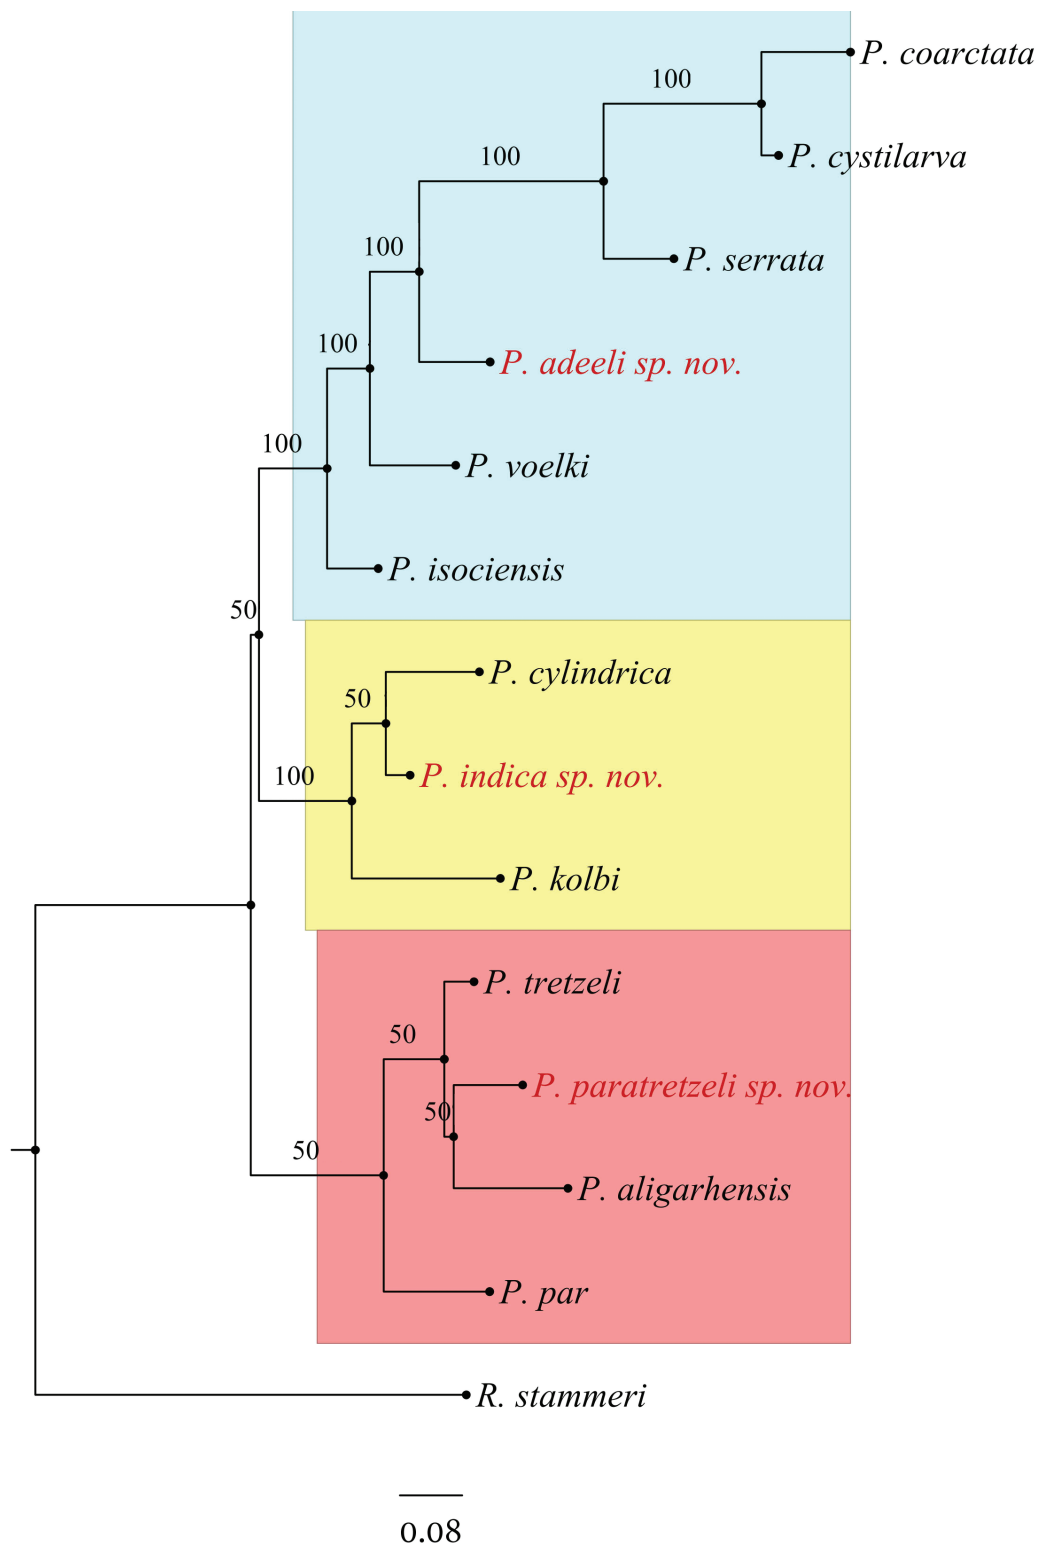 P. coarctata
100
P. cystilarva
100
P. serrata
100
P. adeeli sp. nov.
100
P. voelki
100
P. isociensis
50
P. cylindrica
50
P. indica sp. nov.
100
P. kolbi
P. tretzeli
50
P. paratretzeli sp. nov.
50
50
P. aligarhensis
P. par
R. stammeri
0.08